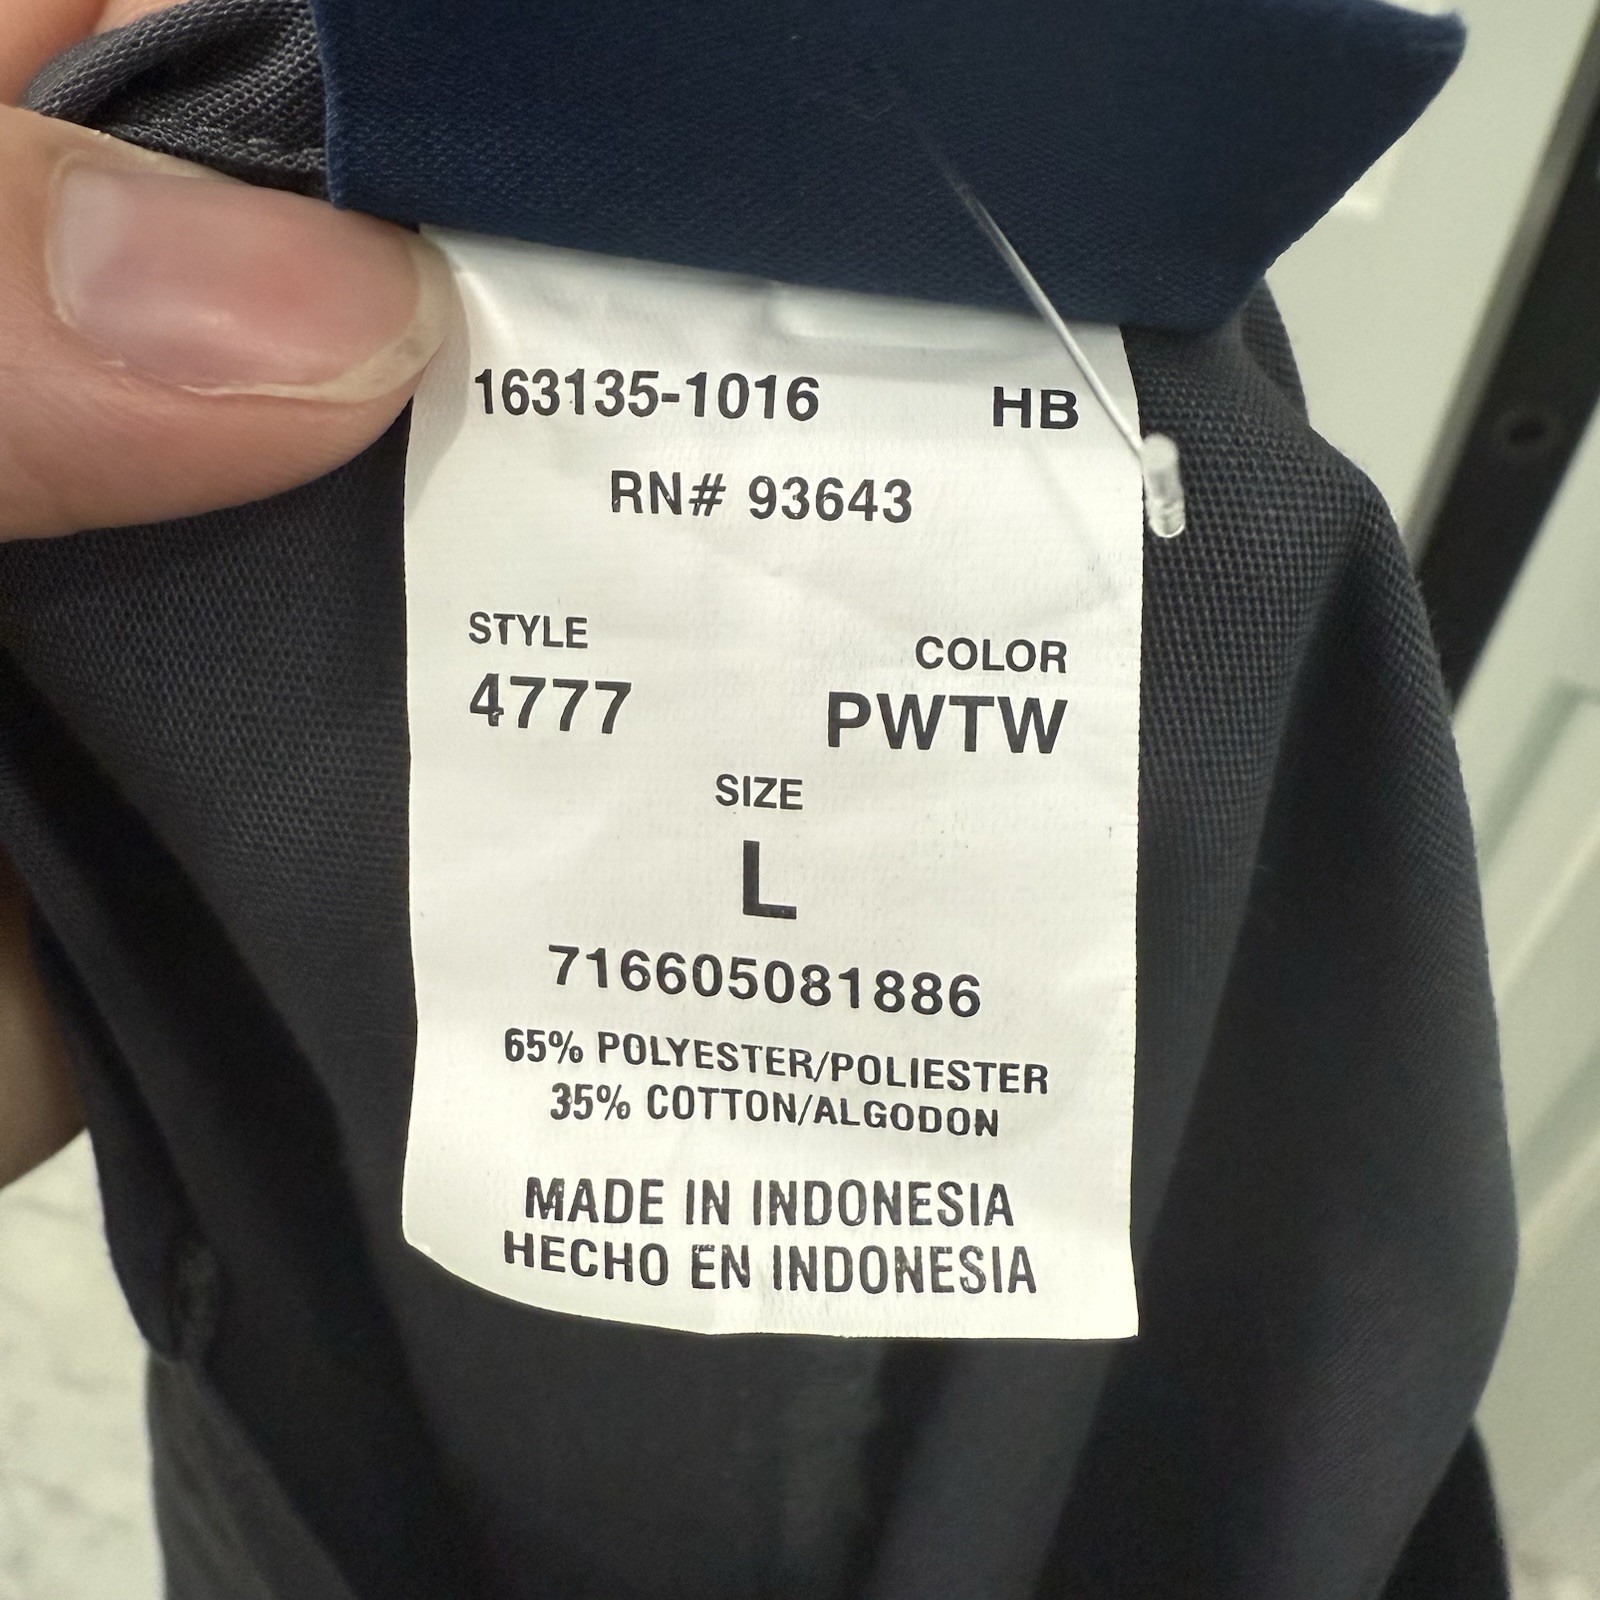 163135-1016 HB
RN# 93643
STYLE COLOR
4777 PWTW
SIZE
L
716605081886
65% POLYESTER/POLIESTER
35% COTTON/ALGODON
MADE IN INDONESIA
HECHO EN INDONESIA